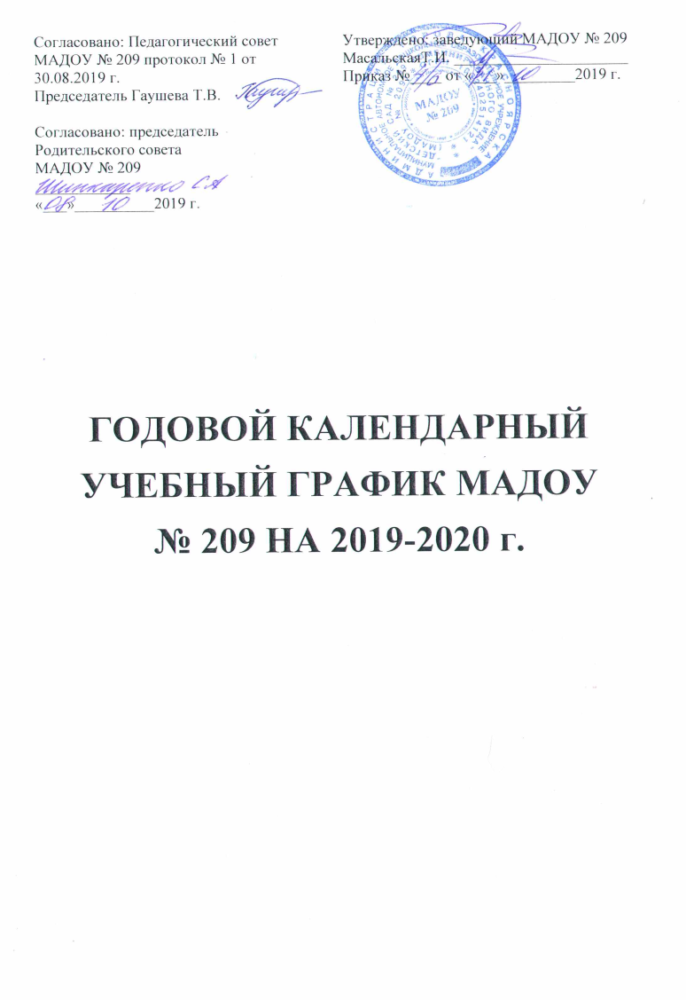 Согласовано: Педагогический совет
МАДОУ № 209 протокол № 1 от
30.08.2019 г.
Председатель Гаушева Т.В.
Согласовано: председатель
Родительского совета
МАДОУ № 209
Шинкаренко С А
«08» 10 2019 г.
Утверждено: заведующий МАДОУ № 209
Масальская Т.И.
Приказ № от « » 10 2019 г.
МАДОУ
№ 209
ГОДОВОЙ КАЛЕНДАРНЫЙ
УЧЕБНЫЙ ГРАФИК МАДОУ
№ 209 НА 2019-2020 г.